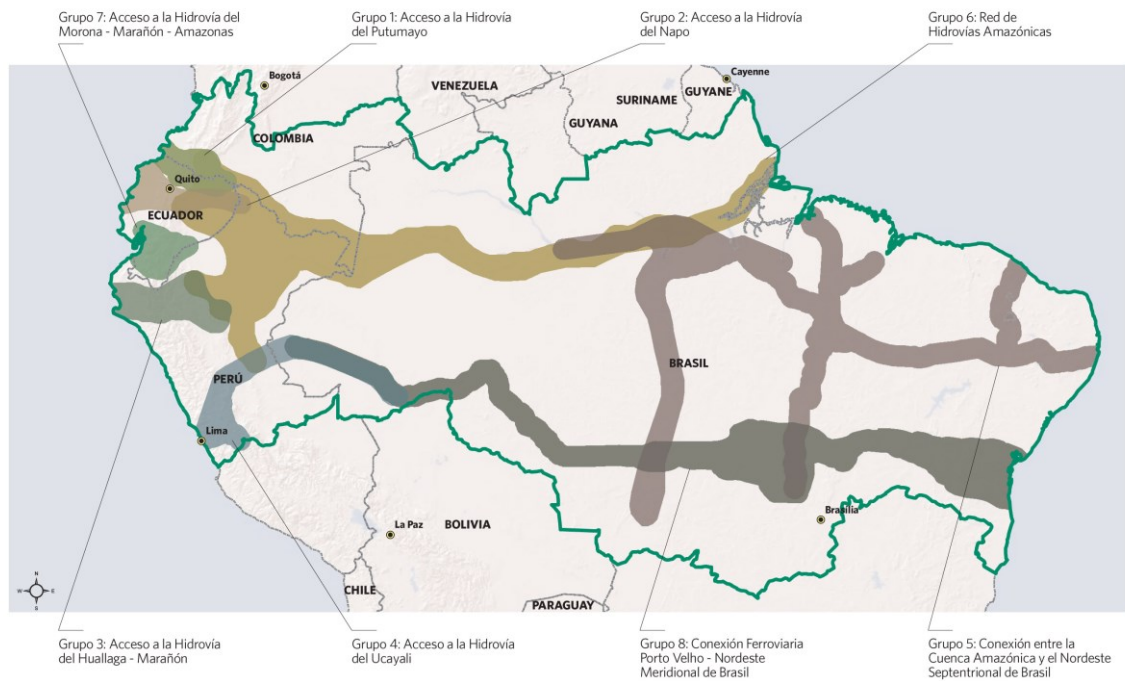 Grupo 7: Acceso a la Hidrovía del
Morona - Marañón - Amazonas
Grupo 1: Acceso a la Hidrovía
del Putumayo
Grupo 2: Acceso a la Hidrovía
del Napo
Grupo 6: Red de
Hidrovías Amazónicas
Bogotá
VENEZUELA
Cayenne
GUYANE
SURINAME
GUYANA
COLOMBIA
Quito
ECUADOR
BRASIL
PERÚ
Lima
Brasilia
La Paz
BOLIVIA
CHILE
PARAGUAY
N
W
E
S
Grupo 3: Acceso a la Hidrovía
del Huallaga - Marañón
Grupo 4: Acceso a la Hidrovía
del Ucayali
Grupo 8: Conexión Ferroviaria
Porto Velho - Nordeste
Meridional de Brasil
Grupo 5: Conexión entre la
Cuenca Amazónica y el Nordeste
Septentrional de Brasil